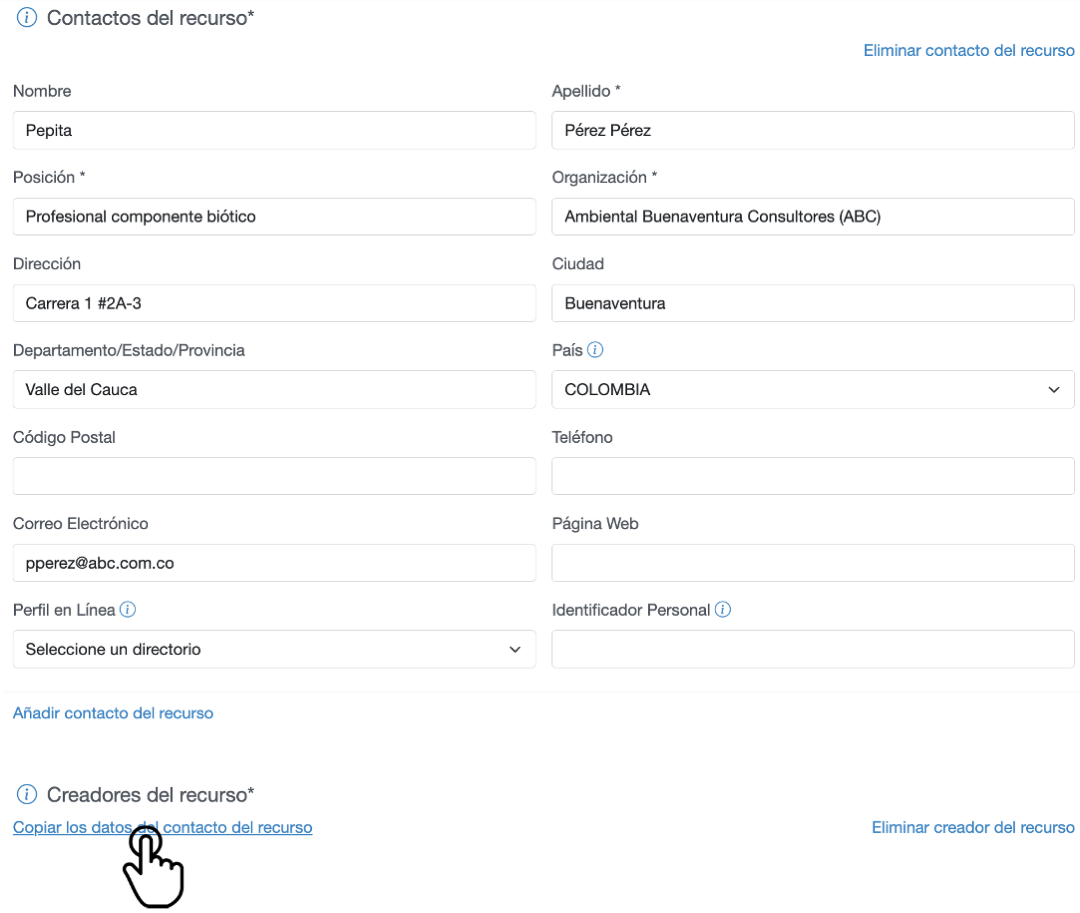 Contactos del recurso*
Eliminar contacto del recurso
Nombre
Apellido *
Pepita
Pérez Pérez
Posición *
Organización *
Profesional componente biótico
Ambiental Buenaventura Consultores (ABC)
Dirección
Ciudad
Carrera 1 #2A-3
Buenaventura
Departamento/Estado/Provincia
País
Valle del Cauca
COLOMBIA
Código Postal
Teléfono
Correo Electrónico
Página Web
pperez@abc.com.co
Perfil en Línea
Identificador Personal
Seleccione un directorio
Añadir contacto del recurso
Creadores del recurso*
Copiar los datos del contacto del recurso
Eliminar creador del recurso